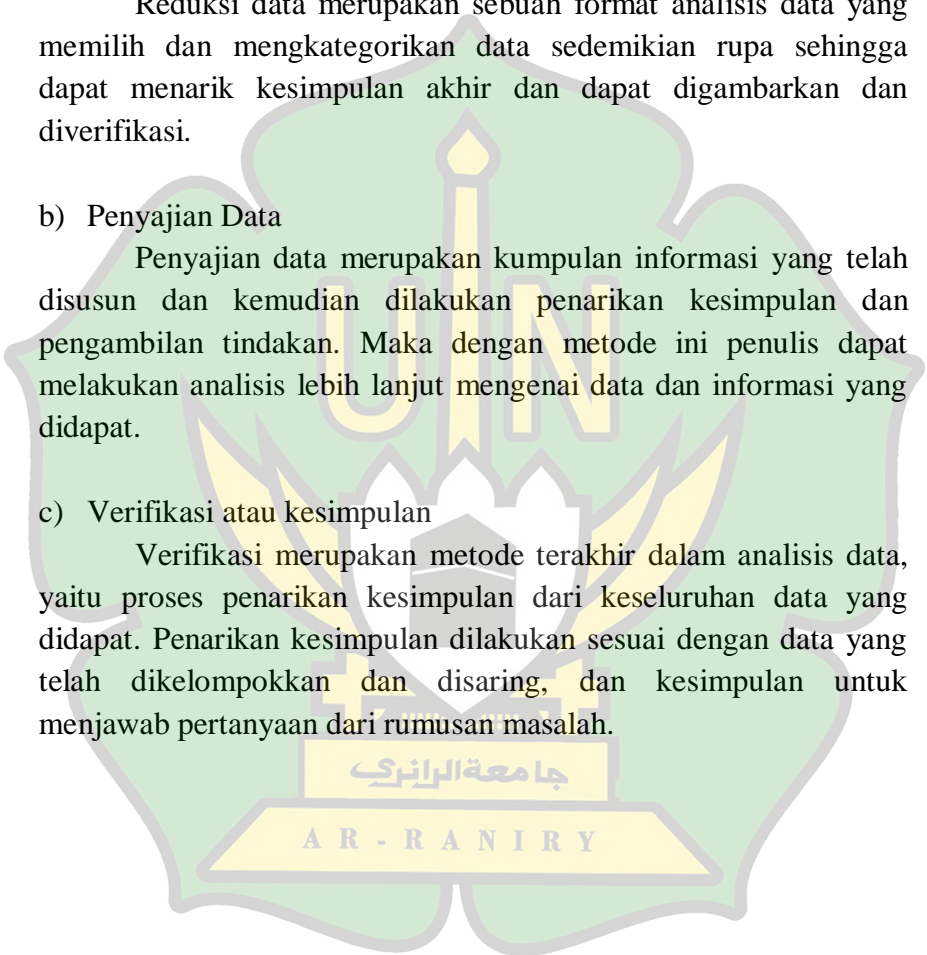 Reduksi data merupakan sebuah format analisis data yang
memilih dan mengkategorikan data sedemikian rupa sehingga
dapat menarik kesimpulan akhir dan dapat digambarkan dan
diverifikasi.
b) Penyajian Data
Penyajian data merupakan kumpulan informasi yang telah
disusun dan kemudian dilakukan penarikan kesimpulan dan
pengambilan tindakan. Maka dengan metode ini penulis dapat
melakukan analisis lebih lanjut mengenai data dan informasi yang
didapat.
UIN
c) Verifikasi atau kesimpulan
Verifikasi merupakan metode terakhir dalam analisis data,
yaitu proses penarikan kesimpulan dari keseluruhan data yang
didapat. Penarikan kesimpulan dilakukan sesuai dengan data yang
telah dikelompokkan dan disaring, dan kesimpulan untuk
menjawab pertanyaan dari rumusan masalah.
جامعة الرانري
AR-RANIRY